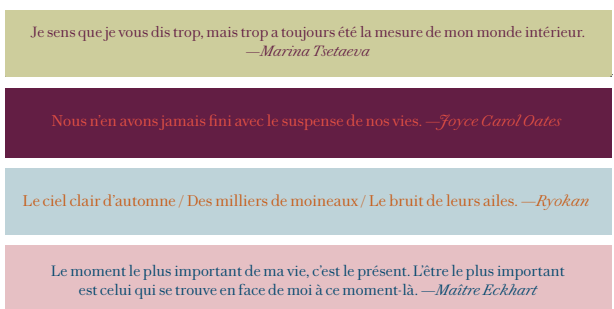 Je sens que je vous dis trop, mais trop a toujours été la mesure de mon monde intérieur.
—Marina Tsetaeva
Nous n'en avons jamais fini avec le suspense de nos vies. —Joyce Carol Oates
Le ciel clair d'automne / Des milliers de moineaux / Le bruit de leurs ailes. —Ryokan
Le moment le plus important de ma vie, c'est le présent. L'être le plus important
est celui qui se trouve en face de moi à ce moment-là. —Maître Eckhart